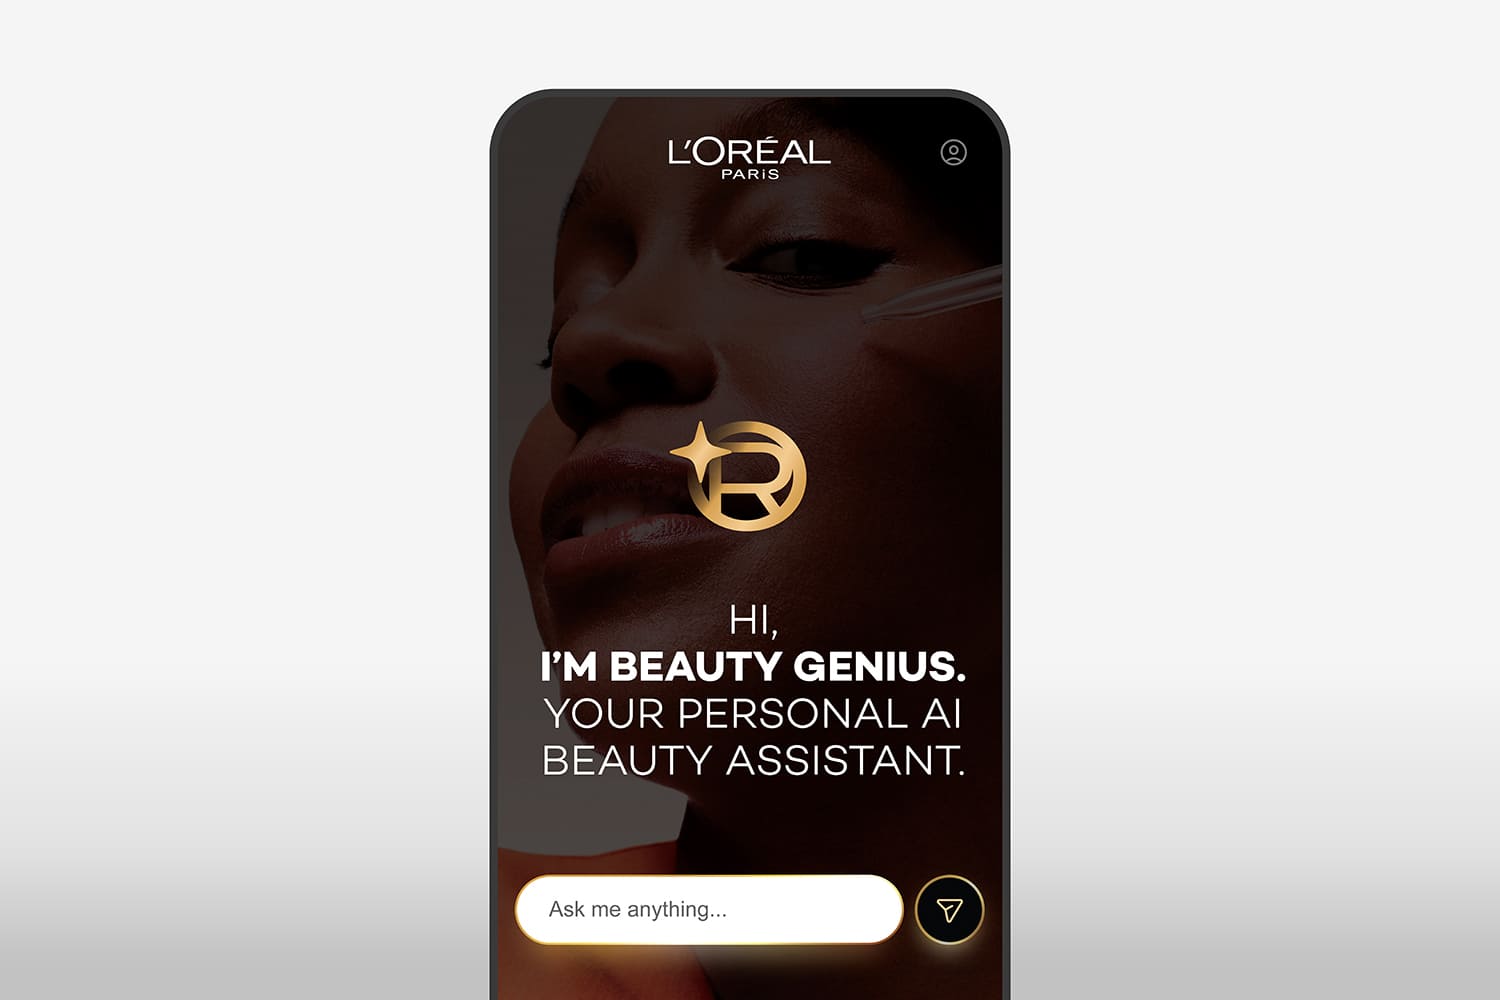 L'ORÉAL
PARiS
R
HI,
I'M BEAUTY GENIUS.
YOUR PERSONAL AI
BEAUTY ASSISTANT.
Ask me anything...